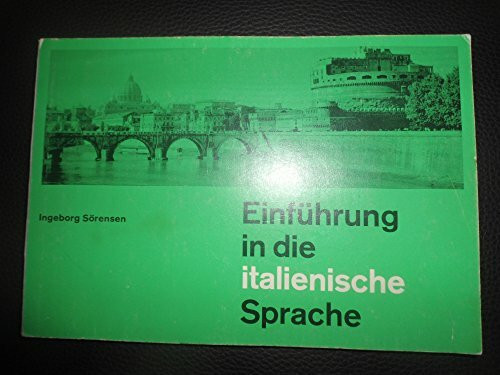 Ingeborg Sörensen
Einführung
in die
italienische
Sprache